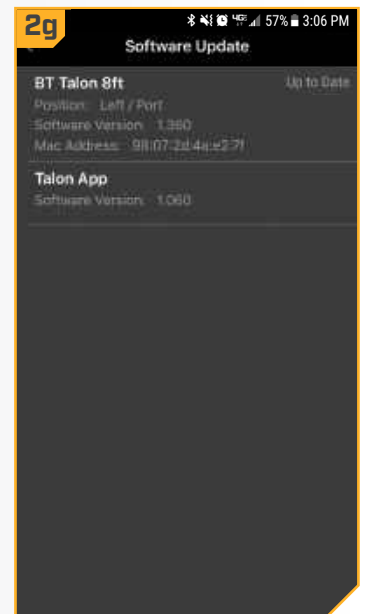 2g
4GE 57% 3:06 PM
Software Update
BT Talon 8ft Up to Date
Position: Left / Port
Software Version: 1.360
Mac Address: 98:07:2d:4a:e2:7f
Talon App
Software Version: 1.060